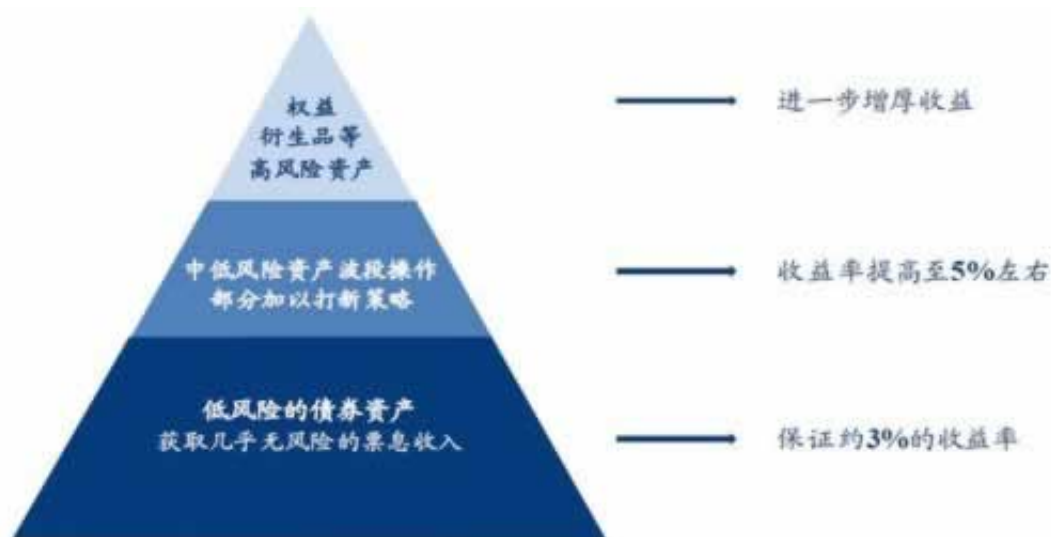 权益
衍生品等
高风险资产
进一步增厚收益
中低风险资产波段操作
部分加以打新策略
收益率提高至5%左右
低风险的债券资产
获取几乎无风险的票息收入
保证约3%的收益率